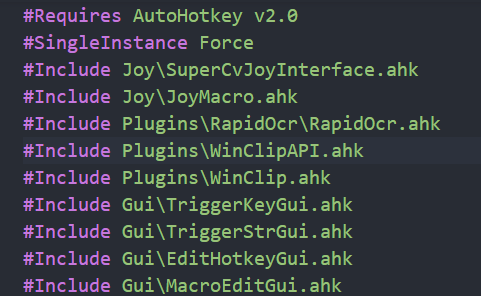 #Requires AutoHotkey v2.0
#SingleInstance Force
#Include Joy\SuperCvJoyInterface.ahk
#Include Joy\JoyMacro.ahk
#Include Plugins\RapidOcr\RapidOcr.ahk
#Include Plugins\WinClipAPI.ahk
#Include Plugins\WinClip.ahk
#Include Gui\TriggerKeyGui.ahk
#Include Gui\TriggerStrGui.ahk
#Include Gui\EditHotkeyGui.ahk
#Include Gui\MacroEditGui.ahk